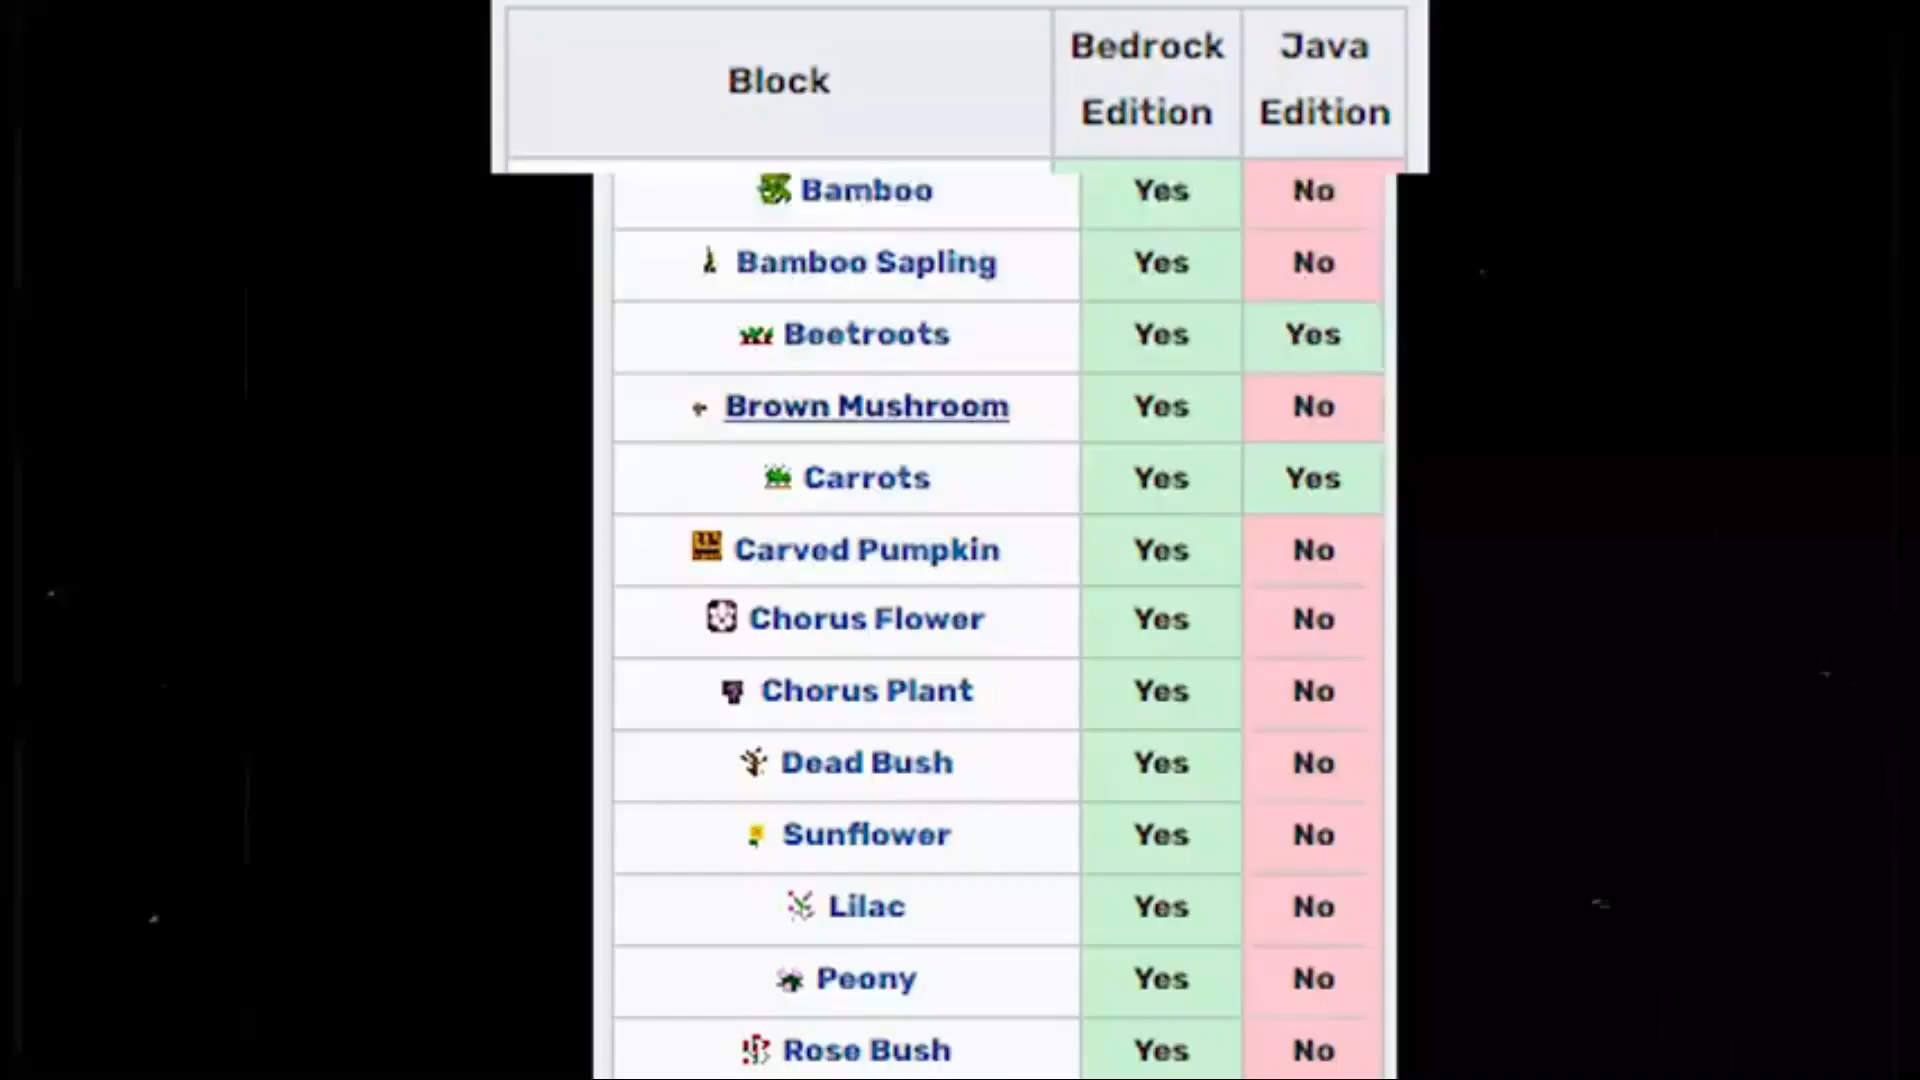 Block Bedrock Edition Java Edition
Bamboo Yes No
Bamboo Sapling Yes No
Beetroots Yes Yes
Brown Mushroom Yes No
Carrots Yes Yes
Carved Pumpkin Yes No
Chorus Flower Yes No
Chorus Plant Yes No
Dead Bush Yes No
Sunflower Yes No
Lilac Yes No
Peony Yes No
Rose Bush Yes No